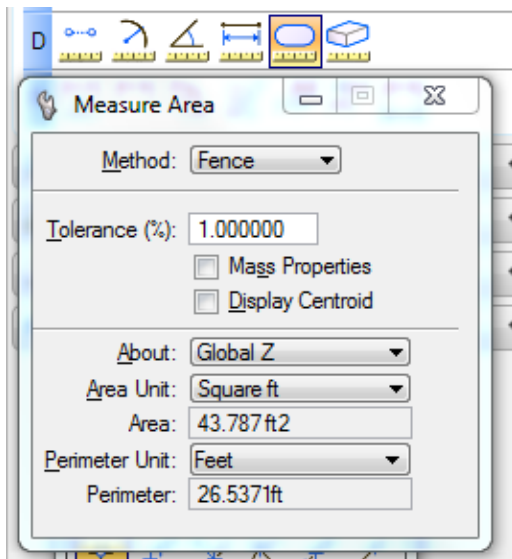 D
Measure Area
Method: Fence
Tolerance (%): 1.000000
Mass Properties
Display Centroid
About: Global Z
Area Unit: Square ft
Area: 43.787 ft2
Perimeter Unit: Feet
Perimeter: 26.5371ft